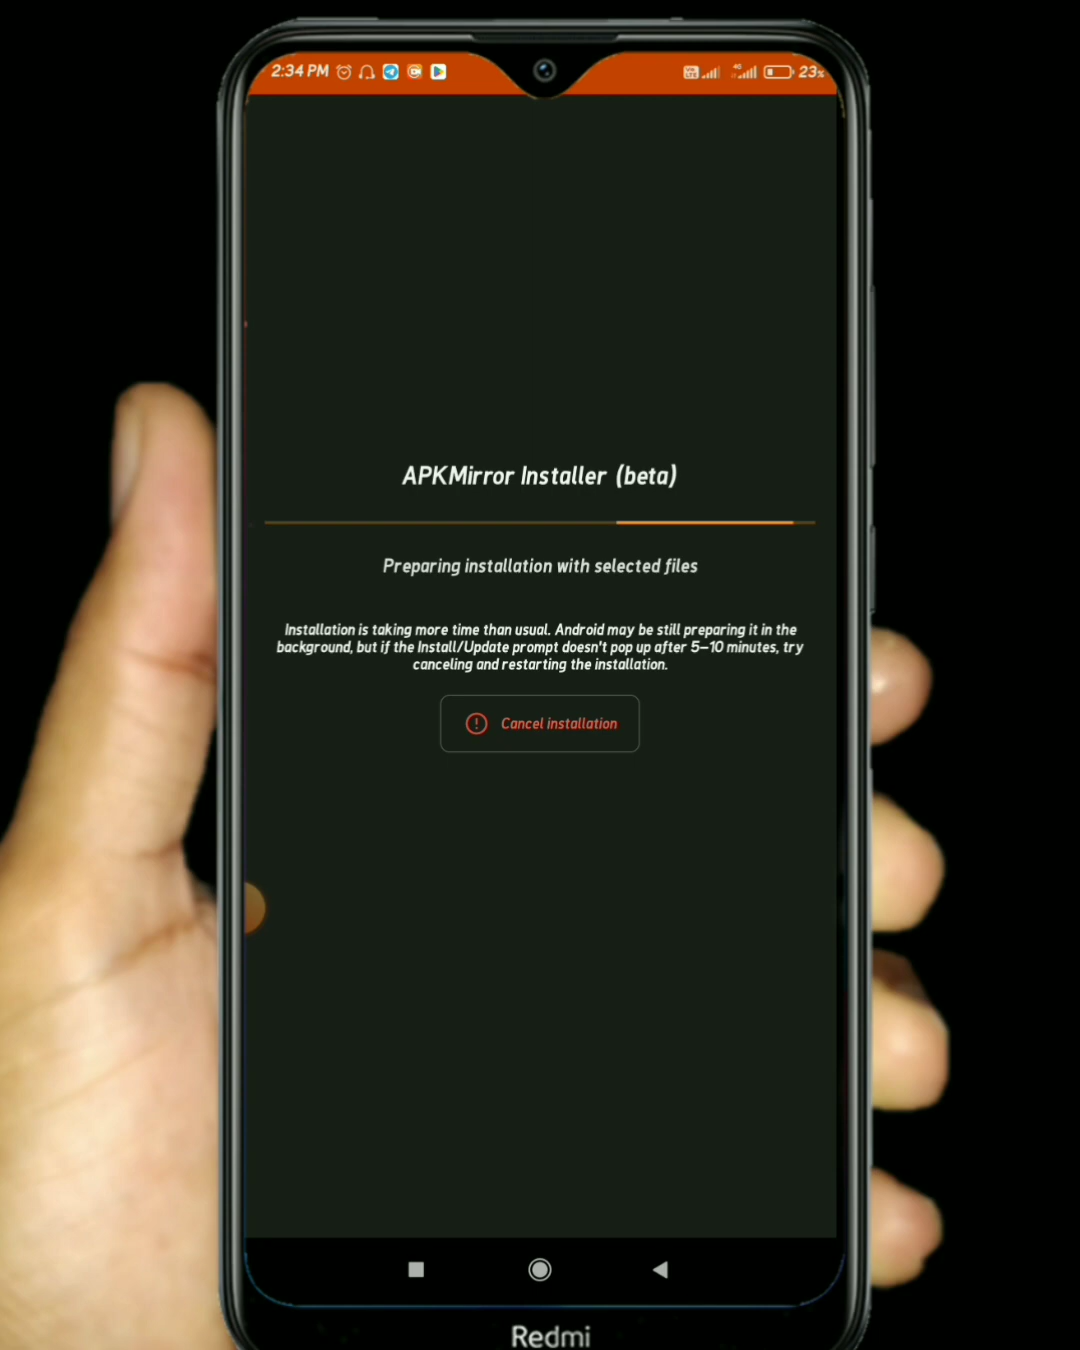 2:34 PM
4G
23%
APKMirror Installer (beta)
Preparing installation with selected files
Installation is taking more time than usual. Android may be still preparing it in the
background, but if the Install/Update prompt doesn't pop up after 5–10 minutes, try
canceling and restarting the installation.
Cancel installation
Redmi